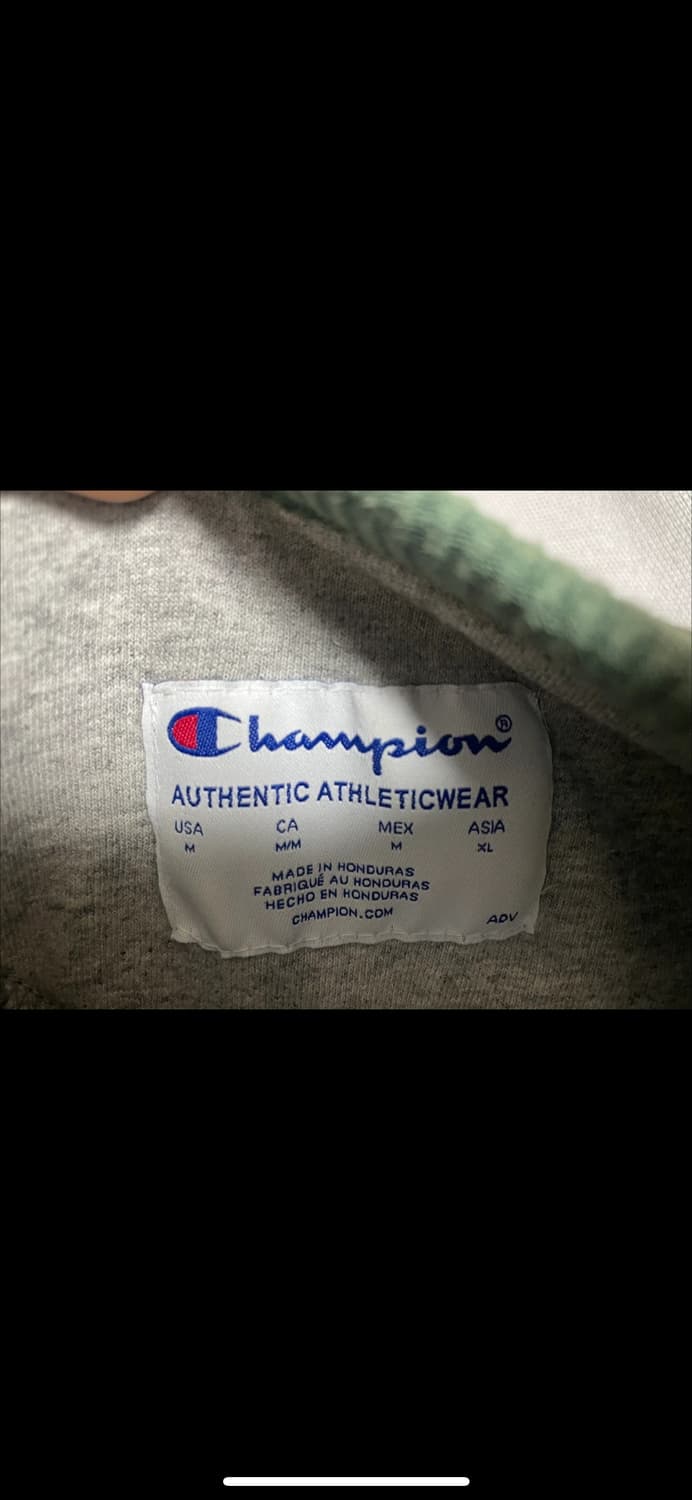 Champion®
AUTHENTIC ATHLETICWEAR
USA CA MEX ASIA
M M/M M XL
MADE IN HONDURAS
FABRIQUÉ AU HONDURAS
HECHO EN HONDURAS
CHAMPION.COM
ADV